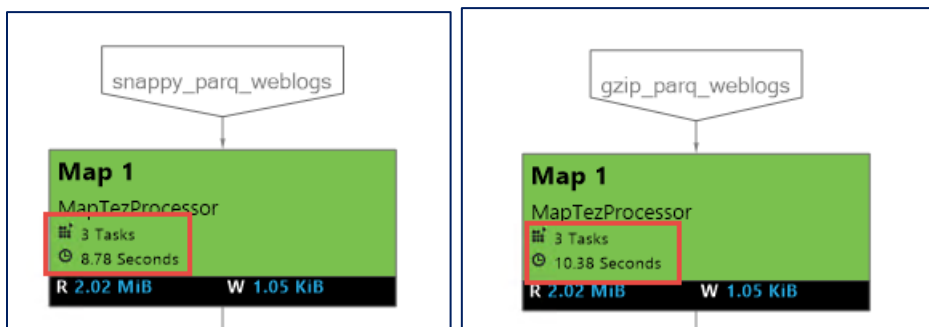 snappy_parq_weblogs
Map 1
MapTezProcessor
3 Tasks
8.78 Seconds
R 2.02 MiB W 1.05 KiB
gzip_parq_weblogs
Map 1
MapTezProcessor
3 Tasks
10.38 Seconds
R 2.02 MiB W 1.05 KiB